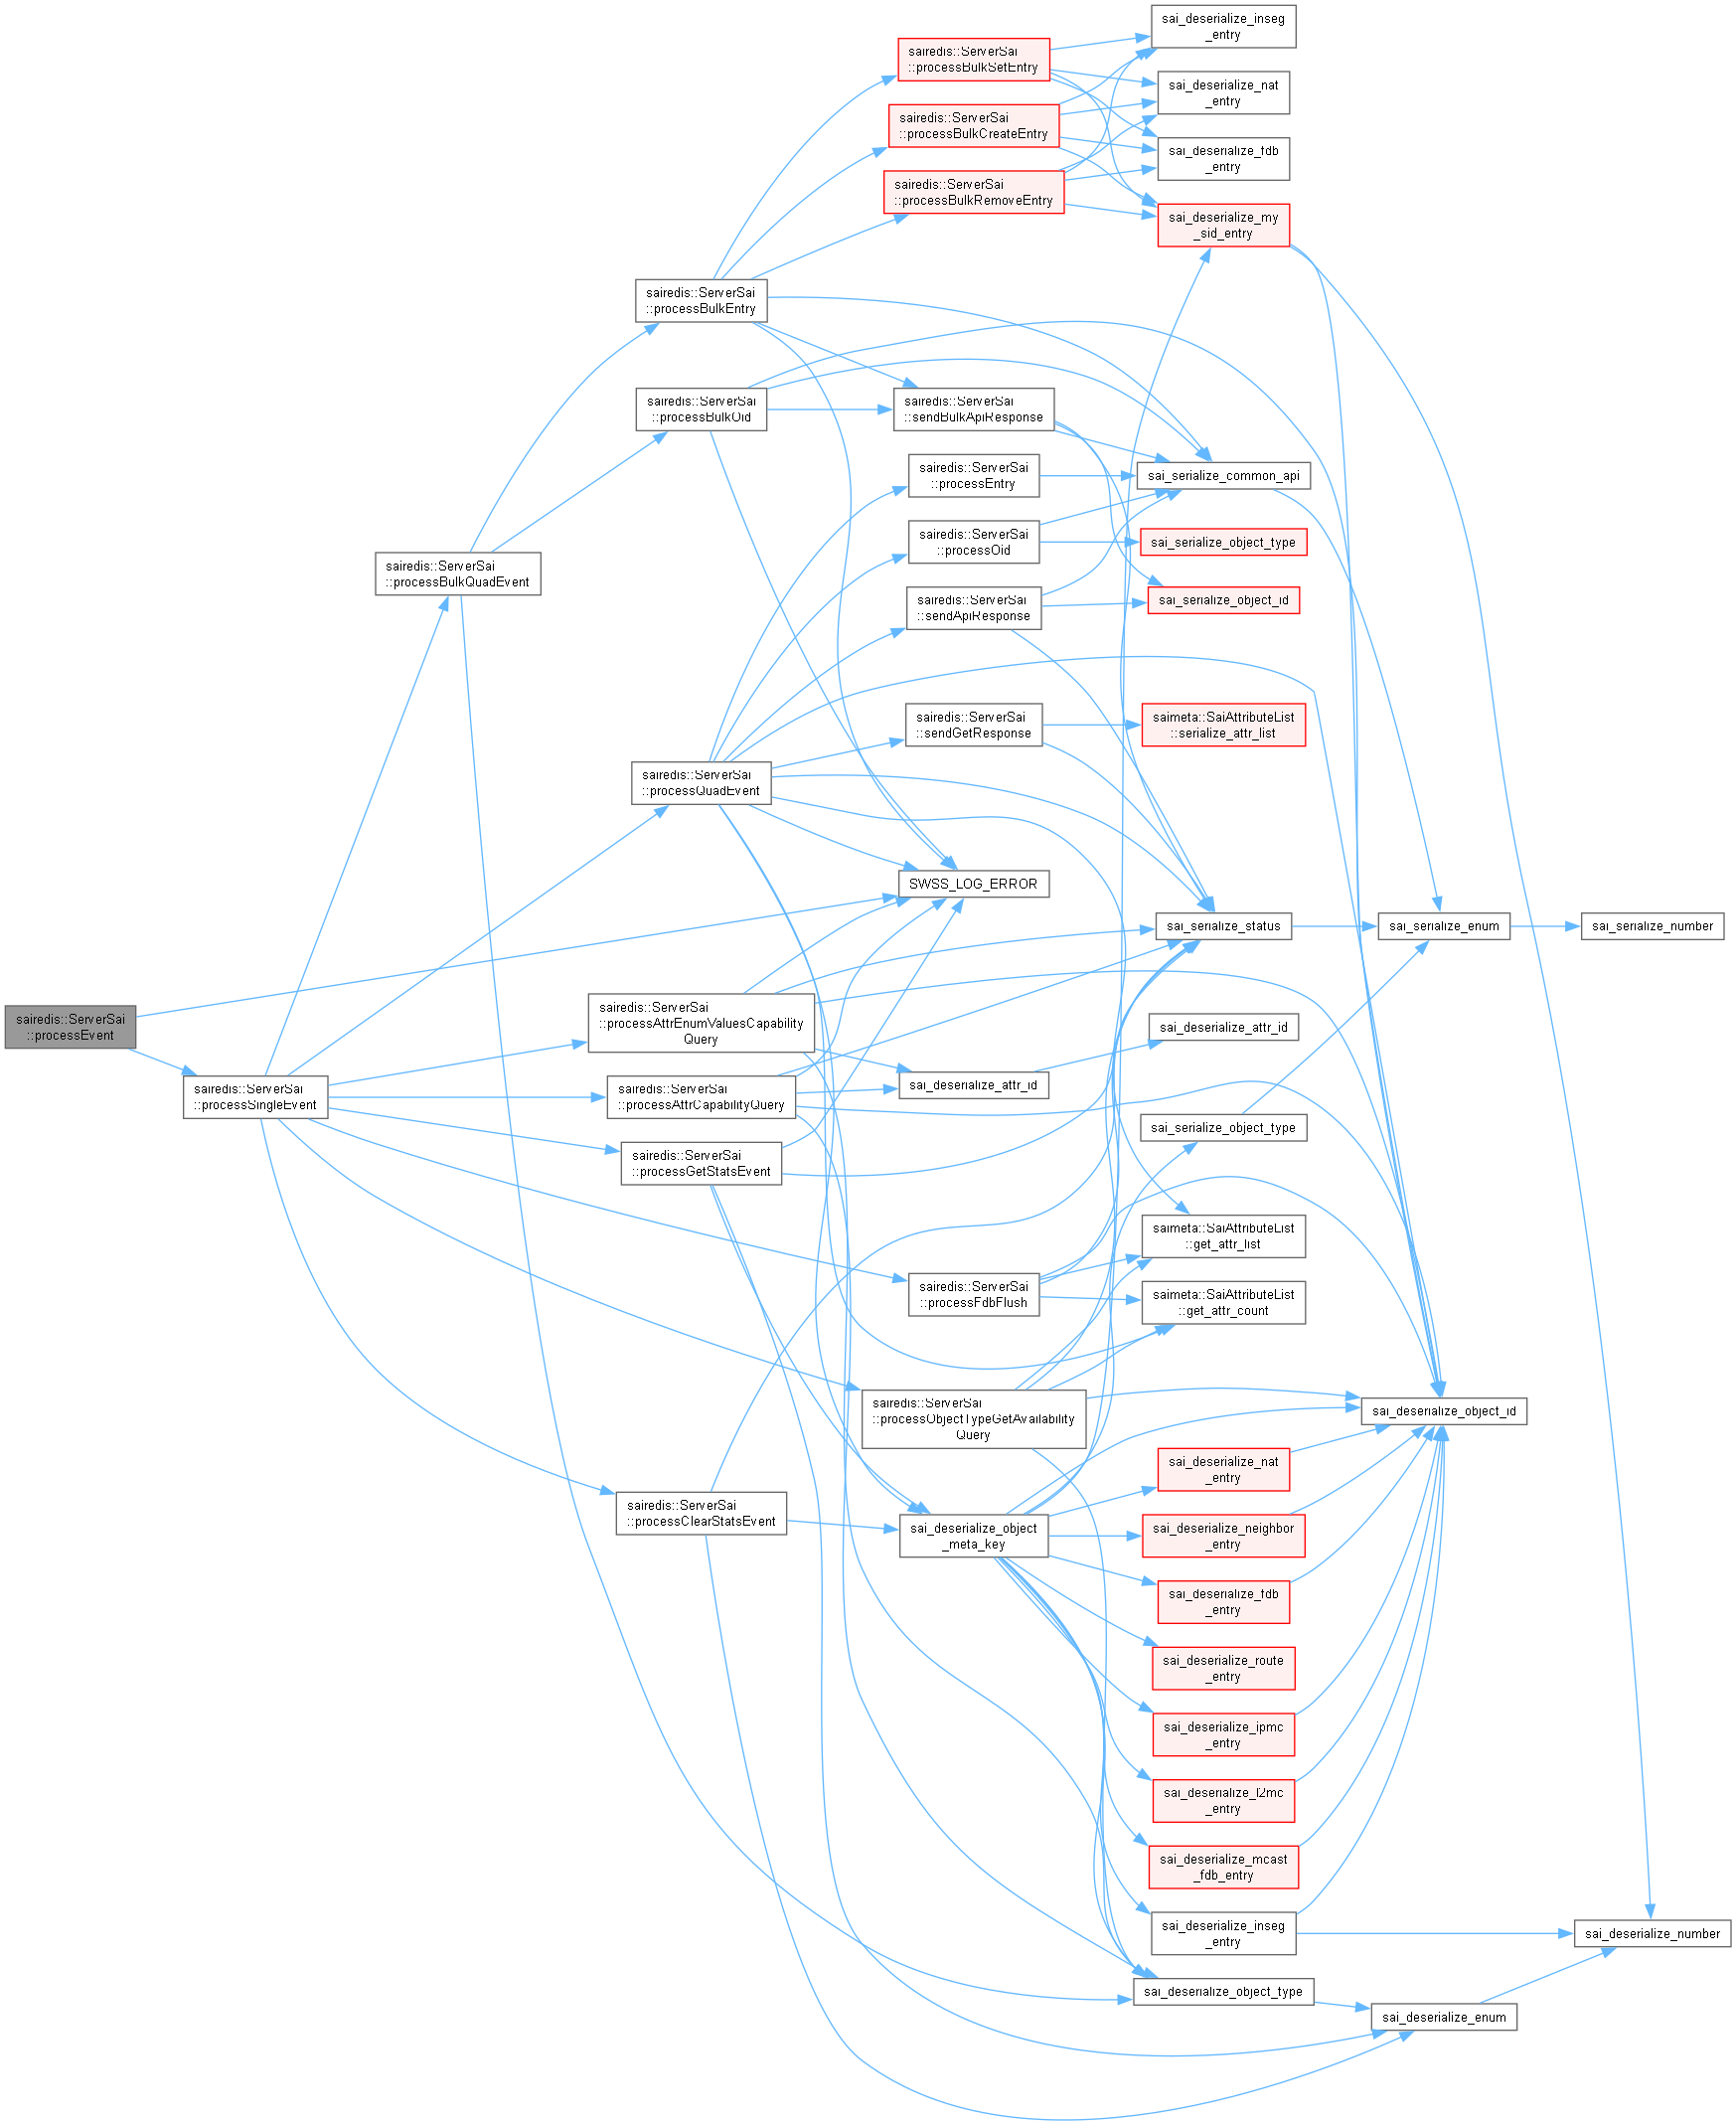 sairedis::ServerSai
::processEvent
sairedis::ServerSai
::processSingleEvent
sairedis::ServerSai
::processBulkQuadEvent
sairedis::ServerSai
::processBulkEntry
sairedis::ServerSai
::processBulkOid
sairedis::ServerSai
::processQuadEvent
sairedis::ServerSai
::processAttrEnumValuesCapability
Query
sairedis::ServerSai
::processAttrCapabilityQuery
sairedis::ServerSai
::processGetStatsEvent
sairedis::ServerSai
::processClearStatsEvent
sairedis::ServerSai
::processBulkSetEntry
sairedis::ServerSai
::processBulkCreateEntry
sairedis::ServerSai
::processBulkRemoveEntry
sairedis::ServerSai
::sendBulkApiResponse
sairedis::ServerSai
::processEntry
sairedis::ServerSai
::processOid
sairedis::ServerSai
::sendApiResponse
sairedis::ServerSai
::sendGetResponse
SWSS_LOG_ERROR
sai_deserialize_attr_id
sairedis::ServerSai
::processFdbFlush
sairedis::ServerSai
::processObjectTypeGetAvailability
Query
sai_deserialize_object
_meta_key
sai_deserialize_inseg
_entry
sai_deserialize_nat
_entry
sai_deserialize_fdb
_entry
sai_deserialize_my
_sid_entry
sai_serialize_common_api
sai_serialize_object_type
sai_serialize_object_id
saimeta::SaiAttributeList
::serialize_attr_list
sai_serialize_status
sai_deserialize_attr_id
sai_serialize_object_type
saimeta::SaiAttributeList
::get_attr_list
saimeta::SaiAttributeList
::get_attr_count
sai_deserialize_nat
_entry
sai_deserialize_neighbor
_entry
sai_deserialize_fdb
_entry
sai_deserialize_route
_entry
sai_deserialize_ipmc
_entry
sai_deserialize_l2mc
_entry
sai_deserialize_mcast
_fdb_entry
sai_deserialize_inseg
_entry
sai_deserialize_object_type
sai_serialize_enum
sai_deserialize_object_id
sai_deserialize_enum
sai_serialize_number
sai_deserialize_number